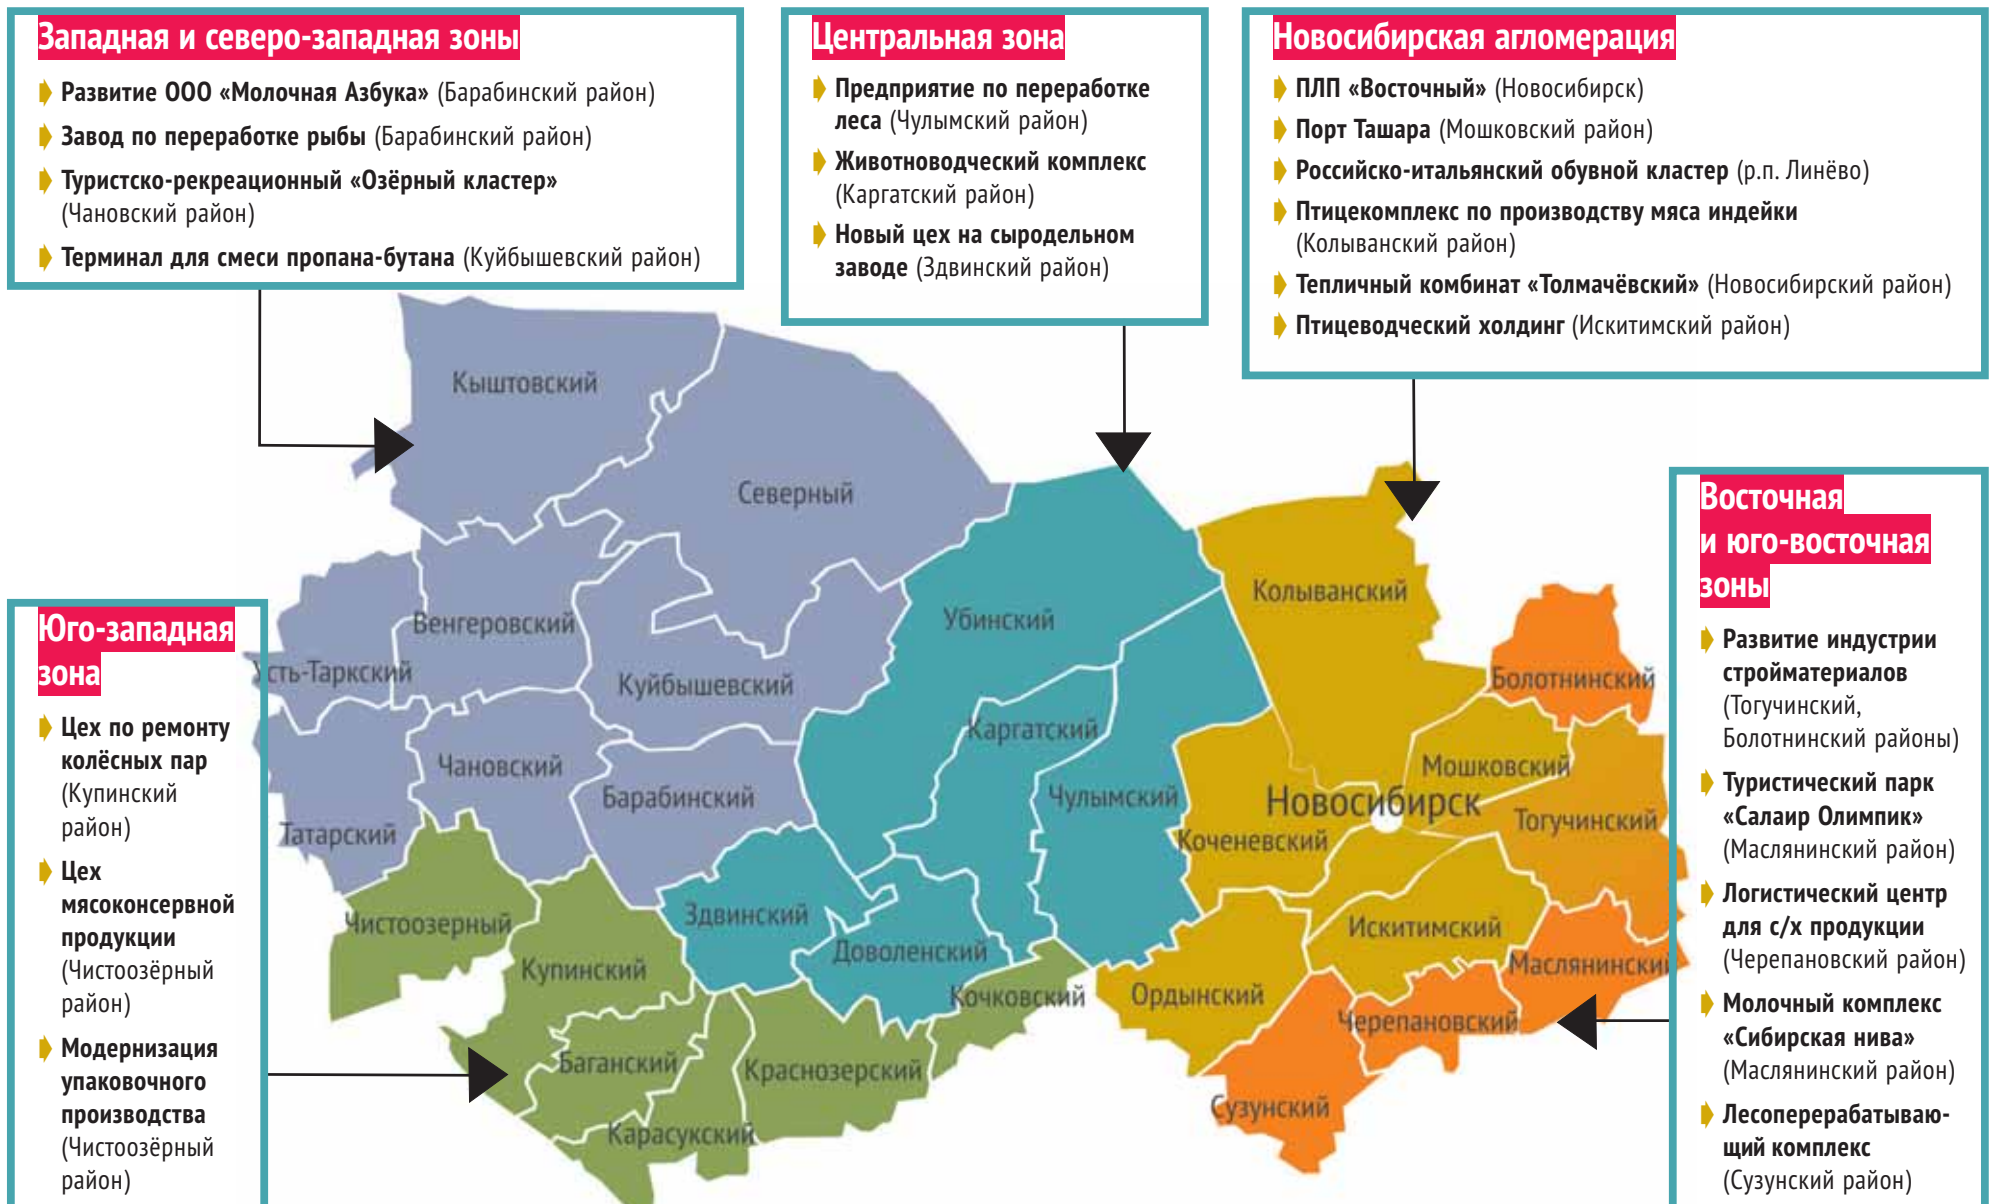 Западная и северо-западная зоны
Развитие ООО «Молочная Азбука» (Барабинский район)
Завод по переработке рыбы (Барабинский район)
Туристско-рекреационный «Озёрный кластер»
(Чановский район)
Терминал для смеси пропана-бутана (Куйбышевский район)
Центральная зона
Предприятие по переработке
леса (Чулымский район)
Животноводческий комплекс
(Каргатский район)
Новый цех на сыродельном
заводе (Здвинский район)
Новосибирская агломерация
ПЛП «Восточный» (Новосибирск)
Порт Ташара (Мошковский район)
Российско-итальянский обувной кластер (р.п. Линёво)
Птицекомплекс по производству мяса индейки
(Колыванский район)
Тепличный комбинат «Толмачёвский» (Новосибирский район)
Птицеводческий холдинг (Искитимский район)
Юго-западная
зона
Цех по ремонту
колёсных пар
(Купинский
район)
Цех
мясоконсервной
продукции
(Чистоозёрный
район)
Модернизация
упаковочного
производства
(Чистоозёрный
район)
Кыштовский
Северный
Венгеровский
Усть-Таркский
Куйбышевский
Чановский
Барабинский
Татарский
Убинский
Каргатский
Чулымский
Здвинский
Доволенский
Чистоозерный
Купинский
Баганский
Карасукский
Краснозерский
Кочковский
Колыванский
Болотнинский
Мошковский
Новосибирск
Коченевский
Тогучинский
Искитимский
Ордынский
Маслянинский
Черепановский
Сузунский
Восточная
и юго-восточная
зоны
Развитие индустрии
стройматериалов
(Тогучинский,
Болотнинский районы)
Туристический парк
«Салаир Олимпик»
(Маслянинский район)
Логистический центр
для с/х продукции
(Черепановский район)
Молочный комплекс
«Сибирская нива»
(Маслянинский район)
Лесоперерабатываю-
щий комплекс
(Сузунский район)